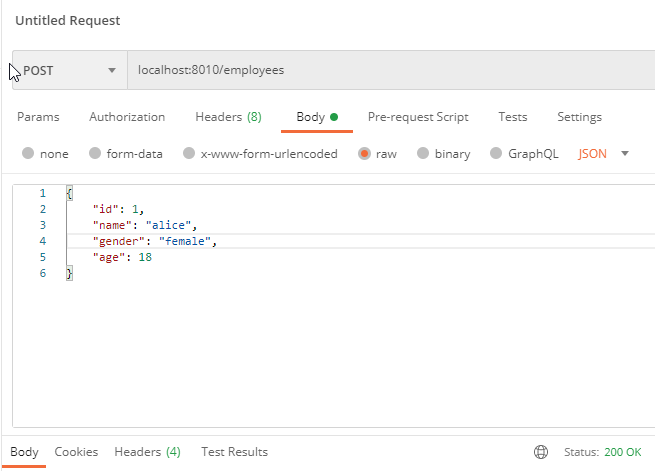 Untitled Request
POST localhost:8010/employees
Params Authorization Headers (8) Body Pre-request Script Tests Settings
none form-data x-www-form-urlencoded raw binary GraphQL JSON
1 {
2 "id": 1,
3 "name": "alice",
4 "gender": "female",
5 "age": 18
6 }
Body Cookies Headers (4) Test Results Status: 200 OK